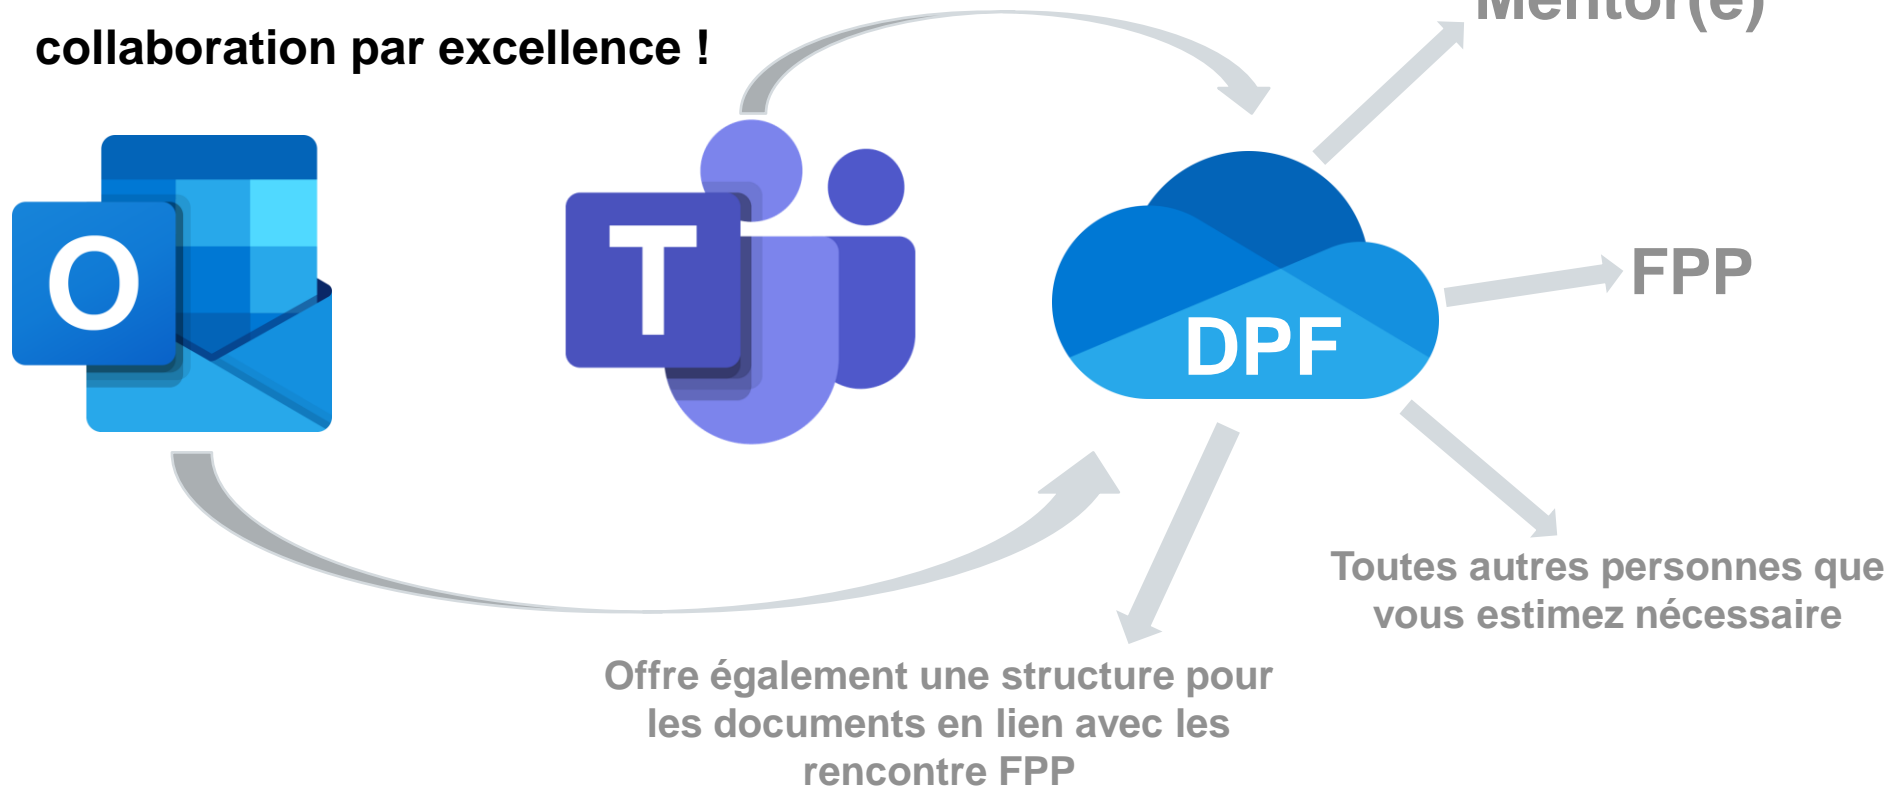 Mentor(e)
collaboration par excellence !
O
T
DPF
FPP
Toutes autres personnes que
vous estimez nécessaire
Offre également une structure pour
les documents en lien avec les
rencontre FPP